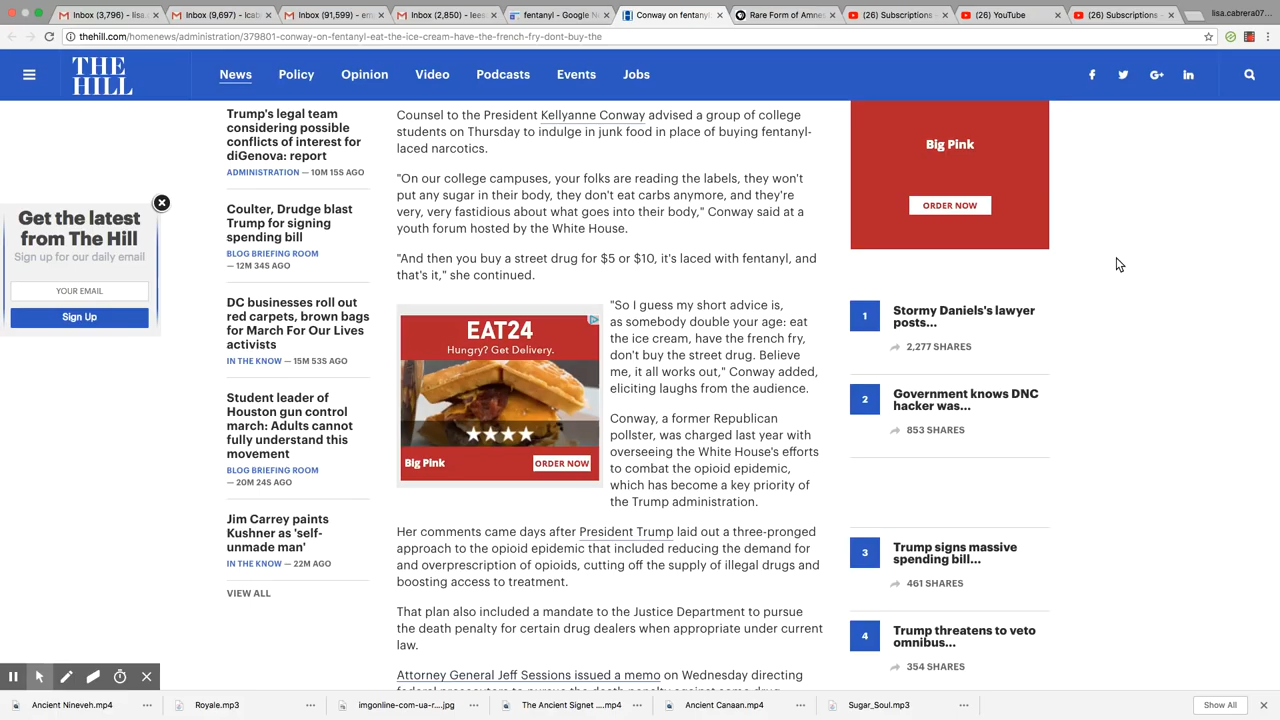 Inbox (3,796) - lisa.c
Inbox (9,697) - lcab
Inbox (91,599) - em
Inbox (2,850) - lees
fentanyl - Google N
Conway on fentanyl
Rare Form of Amnes
(26) Subscriptions -
(26) YouTube
(26) Subscriptions -
lisa.cabrera07...
thehill.com/homenews/administration/379801-conway-on-fentanyl-eat-the-ice-cream-have-the-french-fry-dont-buy-the
THE
HILL
News
Policy
Opinion
Video
Podcasts
Events
Jobs
Get the latest
from The Hill
Sign up for our daily email
YOUR EMAIL
Sign Up
Trump's legal team
considering possible
conflicts of interest for
diGenova: report
ADMINISTRATION — 10M 15S AGO
Coulter, Drudge blast
Trump for signing
spending bill
BLOG BRIEFING ROOM
— 12M 34S AGO
DC businesses roll out
red carpets, brown bags
for March For Our Lives
activists
IN THE KNOW — 15M 53S AGO
Student leader of
Houston gun control
march: Adults cannot
fully understand this
movement
BLOG BRIEFING ROOM
— 20M 24S AGO
Jim Carrey paints
Kushner as 'self-
unmade man'
IN THE KNOW — 22M AGO
VIEW ALL
Counsel to the President Kellyanne Conway advised a group of college
students on Thursday to indulge in junk food in place of buying fentanyl-
laced narcotics.
"On our college campuses, your folks are reading the labels, they won't
put any sugar in their body, they don't eat carbs anymore, and they're
very, very fastidious about what goes into their body," Conway said at a
youth forum hosted by the White House.
"And then you buy a street drug for $5 or $10, it's laced with fentanyl, and
that's it," she continued.
EAT24
Hungry? Get Delivery.
Big Pink
ORDER NOW
"So I guess my short advice is,
as somebody double your age: eat
the ice cream, have the french fry,
don't buy the street drug. Believe
me, it all works out," Conway added,
eliciting laughs from the audience.
Conway, a former Republican
pollster, was charged last year with
overseeing the White House's efforts
to combat the opioid epidemic,
which has become a key priority of
the Trump administration.
Her comments came days after President Trump laid out a three-pronged
approach to the opioid epidemic that included reducing the demand for
and overprescription of opioids, cutting off the supply of illegal drugs and
boosting access to treatment.
That plan also included a mandate to the Justice Department to pursue
the death penalty for certain drug dealers when appropriate under current
law.
Attorney General Jeff Sessions issued a memo on Wednesday directing
federal prosecutors to pursue the death penalty against some drug
Big Pink
ORDER NOW
1
Stormy Daniels's lawyer
posts...
2,277 SHARES
2
Government knows DNC
hacker was...
853 SHARES
3
Trump signs massive
spending bill...
461 SHARES
4
Trump threatens to veto
omnibus...
354 SHARES
Ancient Nineveh.mp4
Royale.mp3
imgonline-com-ua-r....jpg
The Ancient Signet ....mp4
Ancient Canaan.mp4
Sugar_Soul.mp3
Show All